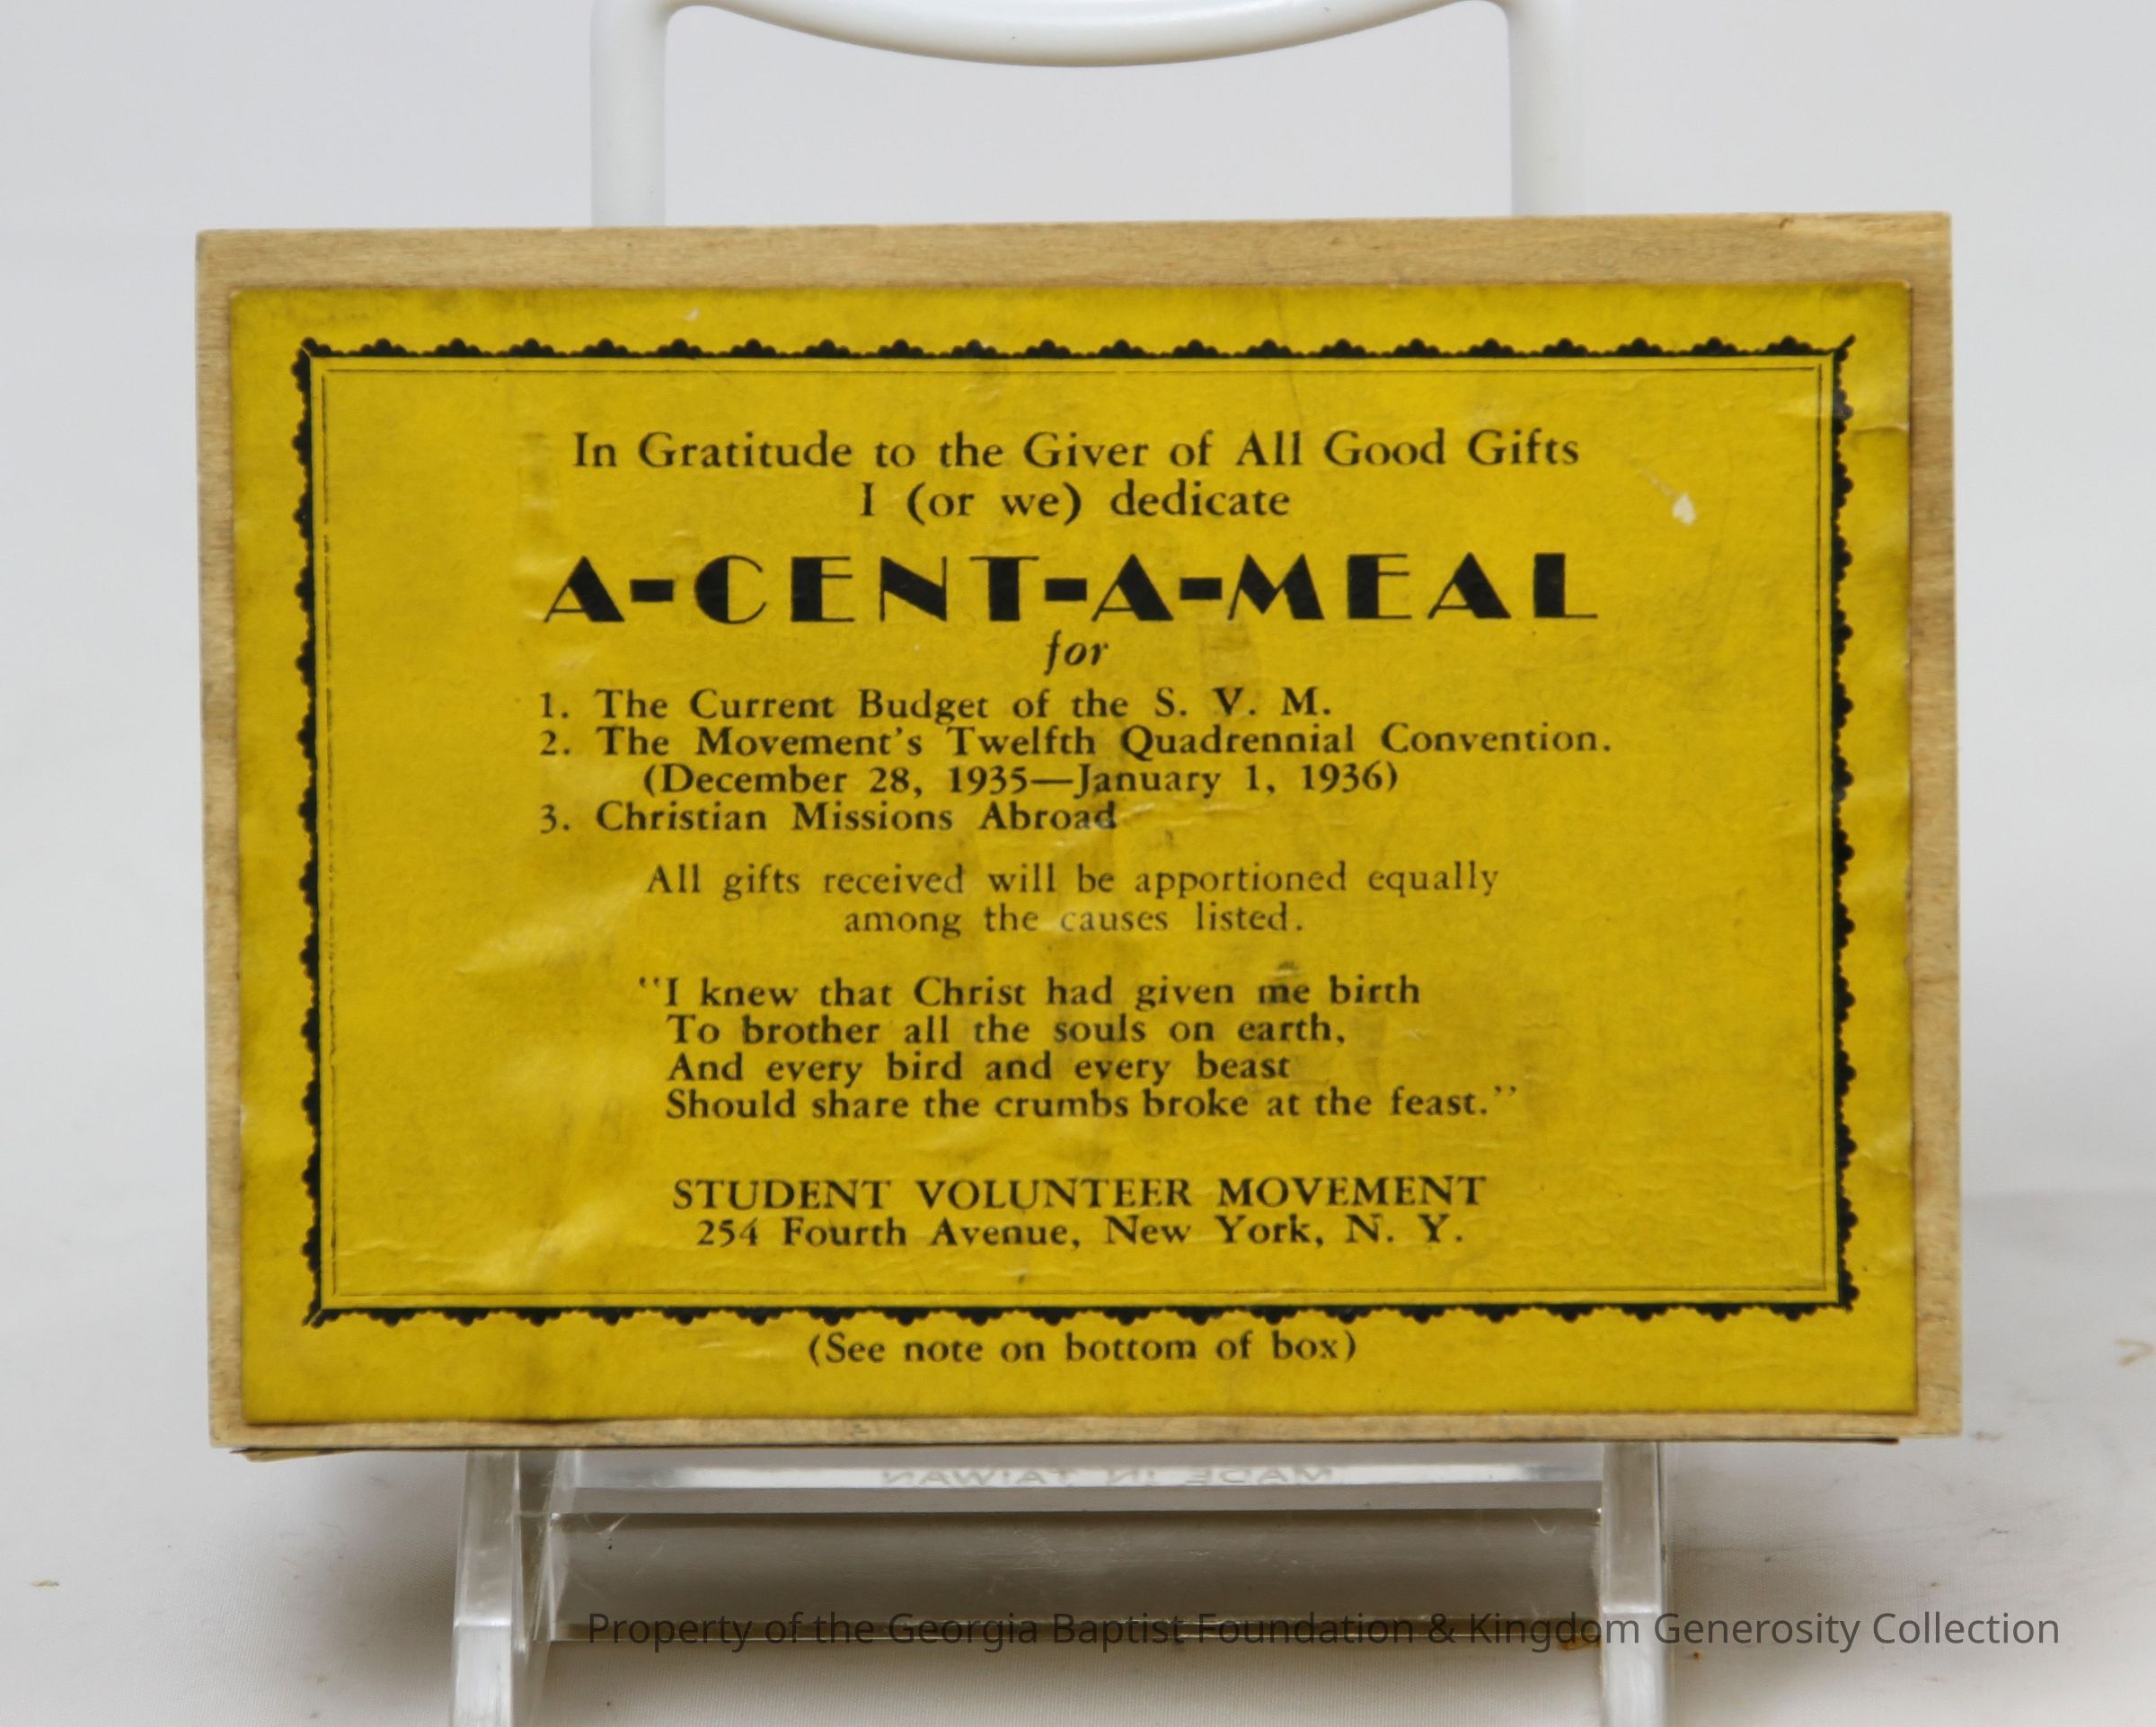 In Gratitude to the Giver of All Good Gifts
I (or we) dedicate
A-CENT-A-MEAL
for
1. The Current Budget of the S. V. M.
2. The Movement's Twelfth Quadrennial Convention.
(December 28, 1935—January 1, 1936)
3. Christian Missions Abroad
All gifts received will be apportioned equally
among the causes listed.
"I knew that Christ had given me birth
To brother all the souls on earth,
And every bird and every beast
Should share the crumbs broke at the feast."
STUDENT VOLUNTEER MOVEMENT
254 Fourth Avenue, New York, N. Y.
(See note on bottom of box)
MADE IN TAIWAN
Property of the Georgia Baptist Foundation & Kingdom Generosity Collection